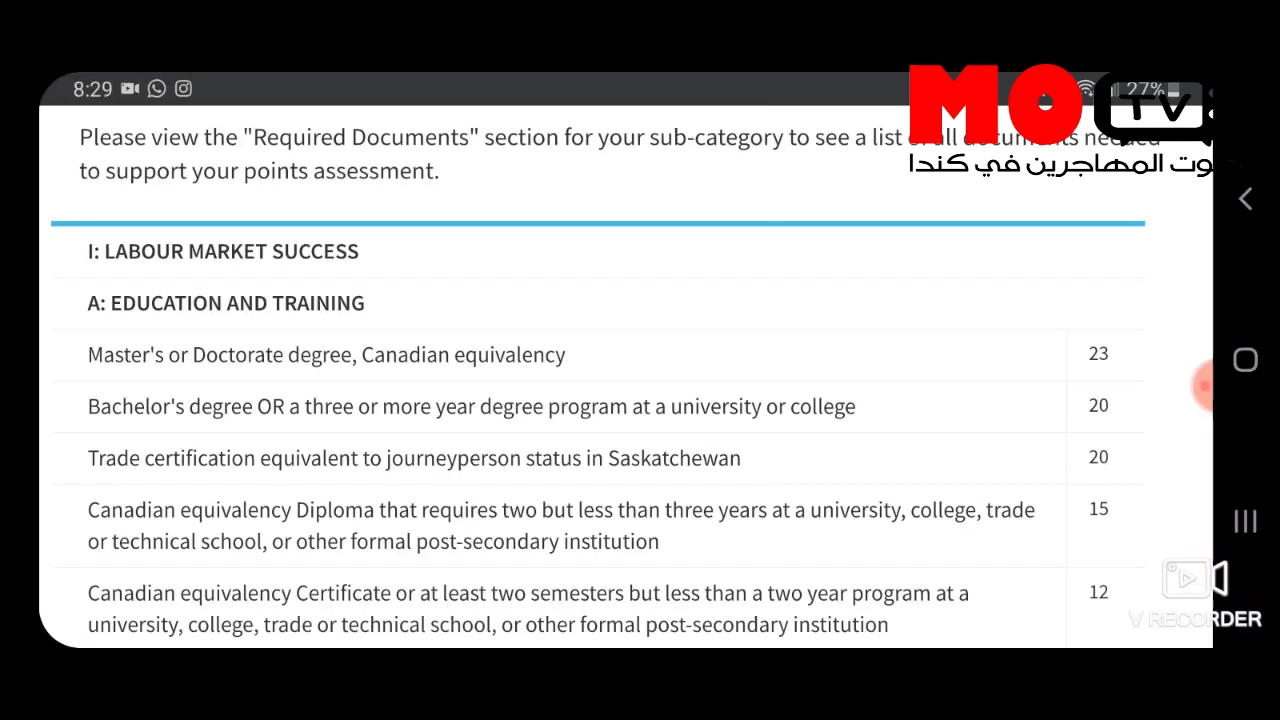 8:29
27%
MO TV
صوت المهاجرين في كندا
Please view the "Required Documents" section for your sub-category to see a list of all documents needed
to support your points assessment.
I: LABOUR MARKET SUCCESS
A: EDUCATION AND TRAINING
Master's or Doctorate degree, Canadian equivalency 23
Bachelor's degree OR a three or more year degree program at a university or college 20
Trade certification equivalent to journeyperson status in Saskatchewan 20
Canadian equivalency Diploma that requires two but less than three years at a university, college, trade 15
or technical school, or other formal post-secondary institution
Canadian equivalency Certificate or at least two semesters but less than a two year program at a 12
university, college, trade or technical school, or other formal post-secondary institution
V RECORDER